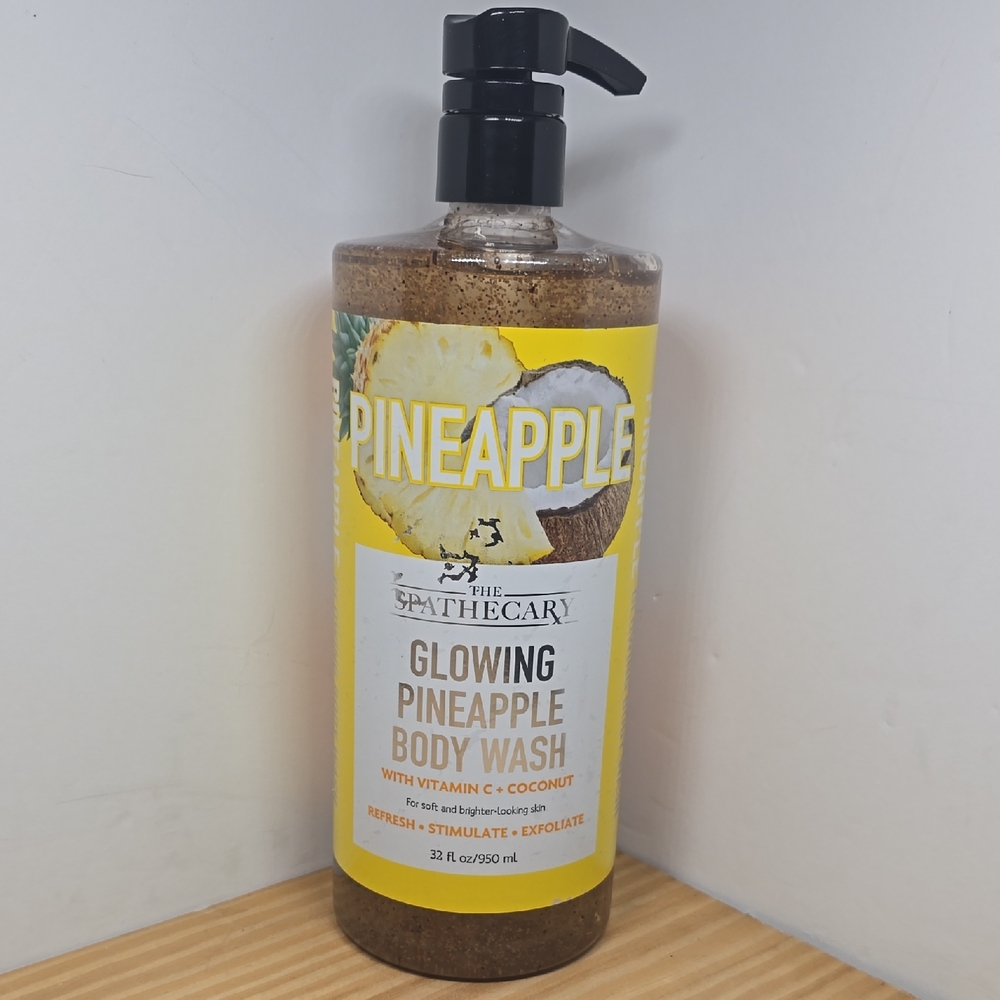 PINEAPPLE
THE
SPATHECARY
GLOWING
PINEAPPLE
BODY WASH
WITH VITAMIN C + COCONUT
For soft and brighter-looking skin
REFRESH • STIMULATE • EXFOLIATE
32 fl oz/950 ml